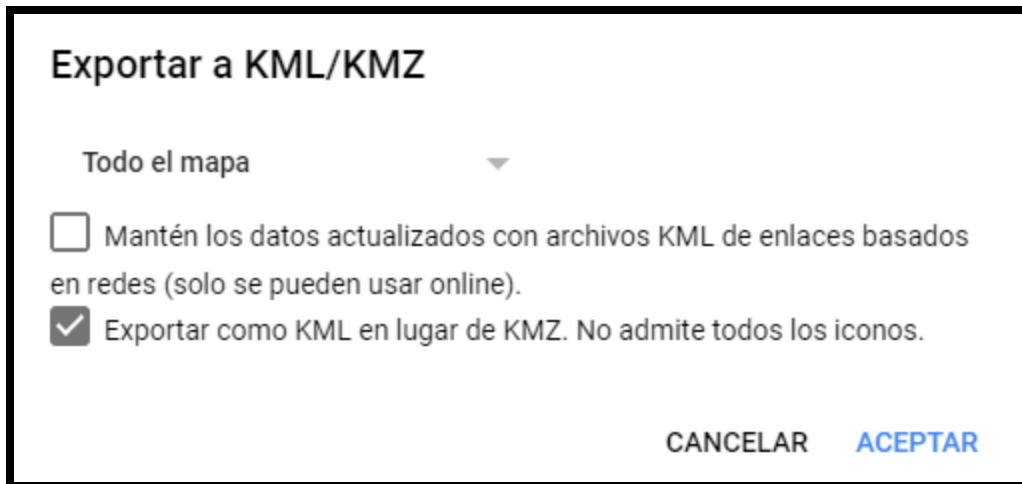 Exportar a KML/KMZ
Todo el mapa
Mantén los datos actualizados con archivos KML de enlaces basados
en redes (solo se pueden usar online).
Exportar como KML en lugar de KMZ. No admite todos los iconos.
CANCELAR ACEPTAR